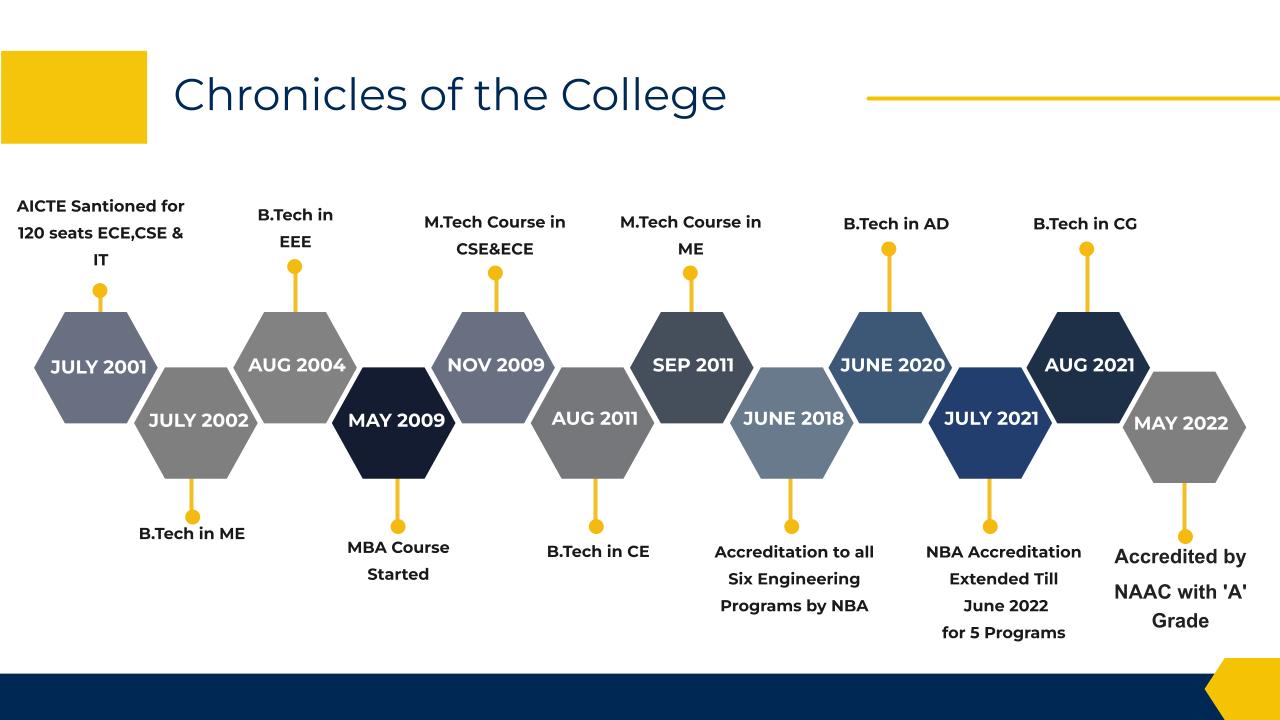 Chronicles of the College
AICTE Santioned for
120 seats ECE,CSE &
IT
B.Tech in
EEE
M.Tech Course in
CSE&ECE
M.Tech Course in
ME
B.Tech in AD
B.Tech in CG
JULY 2001
JULY 2002
AUG 2004
MAY 2009
NOV 2009
AUG 2011
SEP 2011
JUNE 2018
JUNE 2020
JULY 2021
AUG 2021
MAY 2022
B.Tech in ME
MBA Course
Started
B.Tech in CE
Accreditation to all
Six Engineering
Programs by NBA
NBA Accreditation
Extended Till
June 2022
for 5 Programs
Accredited by
NAAC with 'A'
Grade